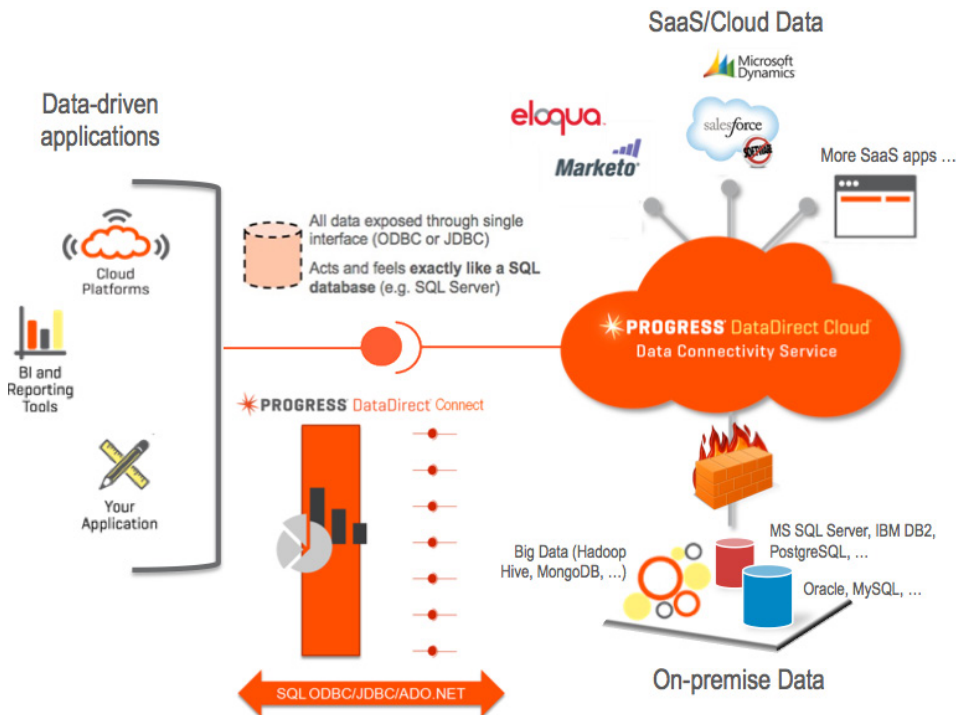 SaaS/Cloud Data
Microsoft
Dynamics
eloqua
salesforce
SOFTWARE
Marketo
More SaaS apps ...
Data-driven
applications
Cloud
Platforms
BI and
Reporting
Tools
Your
Application
All data exposed through single
interface (ODBC or JDBC)
Acts and feels exactly like a SQL
database (e.g. SQL Server)
PROGRESS DataDirect Cloud
Data Connectivity Service
PROGRESS DataDirect Connect
SQL ODBC/JDBC/ADO.NET
Big Data (Hadoop
Hive, MongoDB, ...)
MS SQL Server, IBM DB2,
PostgreSQL, ...
Oracle, MySQL, ...
On-premise Data